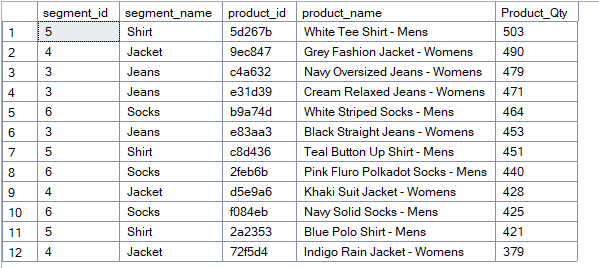 segment_id segment_name product_id product_name Product_Qty
1 5 Shirt 5d267b White Tee Shirt - Mens 503
2 4 Jacket 9ec847 Grey Fashion Jacket - Womens 490
3 3 Jeans c4a632 Navy Oversized Jeans - Womens 479
4 3 Jeans e31d39 Cream Relaxed Jeans - Womens 471
5 6 Socks b9a74d White Striped Socks - Mens 464
6 3 Jeans e83aa3 Black Straight Jeans - Womens 453
7 5 Shirt c8d436 Teal Button Up Shirt - Mens 451
8 6 Socks 2feb6b Pink Fluro Polkadot Socks - Mens 440
9 4 Jacket d5e9a6 Khaki Suit Jacket - Womens 428
10 6 Socks f084eb Navy Solid Socks - Mens 425
11 5 Shirt 2a2353 Blue Polo Shirt - Mens 421
12 4 Jacket 72f5d4 Indigo Rain Jacket - Womens 379